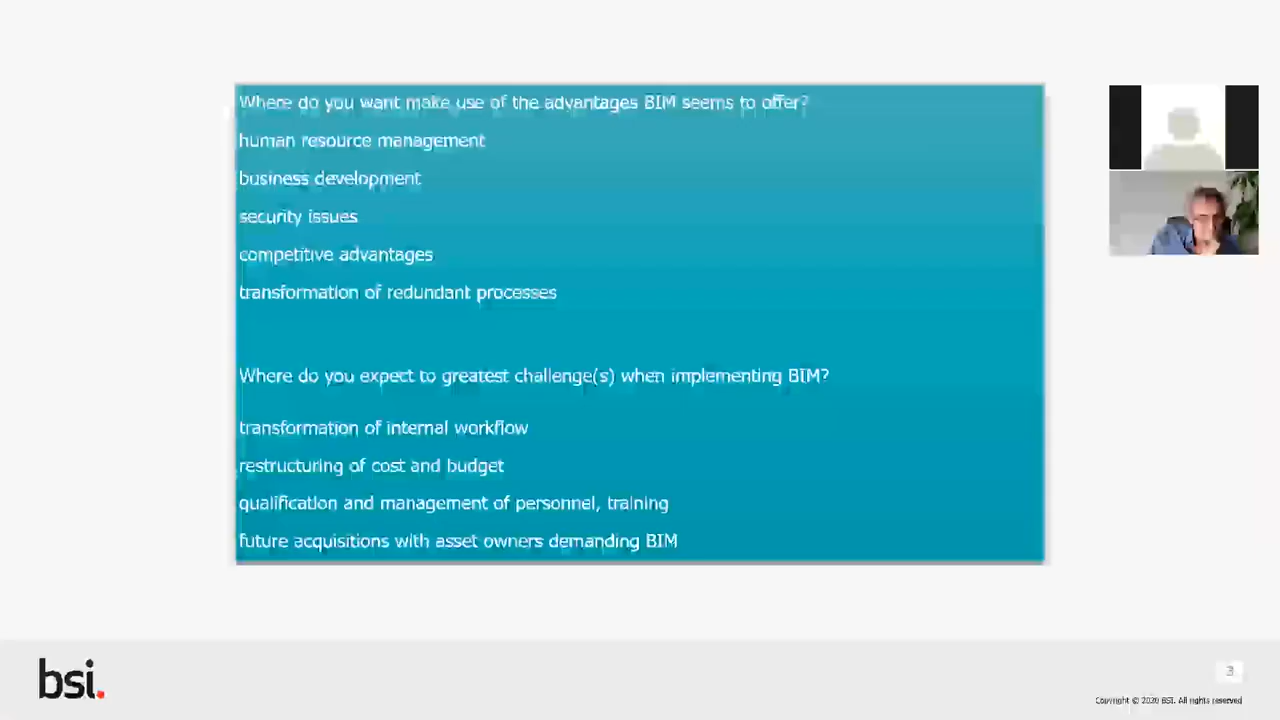 Where do you want make use of the advantages BIM seems to offer?
human resource management
business development
security issues
competitive advantages
transformation of redundant processes
Where do you expect to greatest challenge(s) when implementing BIM?
transformation of internal workflow
restructuring of cost and budget
qualification and management of personnel, training
future acquisitions with asset owners demanding BIM
bsi.
3
Copyright © 2020 BSI. All rights reserved